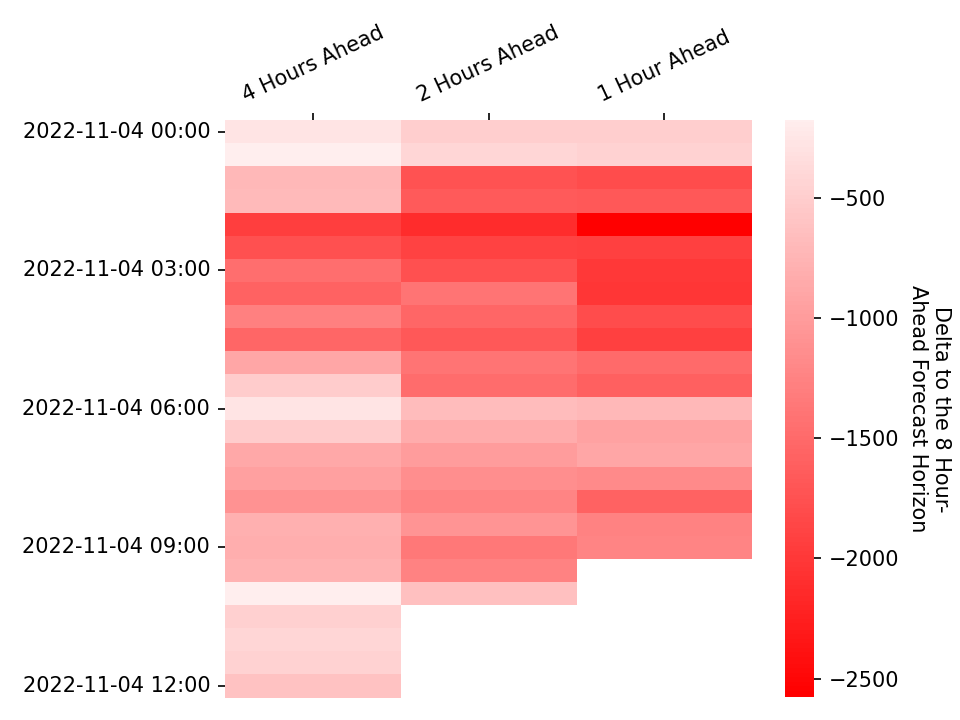 4 Hours Ahead
2 Hours Ahead
1 Hour Ahead
2022-11-04 00:00
2022-11-04 03:00
2022-11-04 06:00
2022-11-04 09:00
2022-11-04 12:00
−500
−1000
−1500
−2000
−2500
Delta to the 8 Hour-
Ahead Forecast Horizon